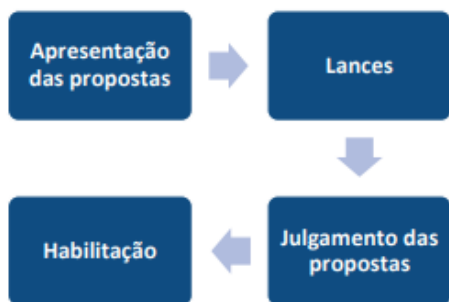 Apresentação
das propostas
Lances
Julgamento das
propostas
Habilitação